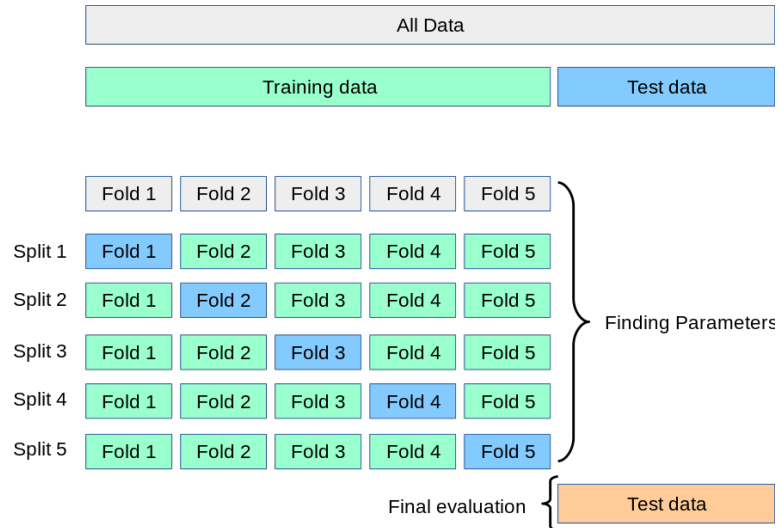 All Data
Training data Test data
Fold 1 Fold 2 Fold 3 Fold 4 Fold 5
Split 1 Fold 1 Fold 2 Fold 3 Fold 4 Fold 5
Split 2 Fold 1 Fold 2 Fold 3 Fold 4 Fold 5
Finding Parameters
Split 3 Fold 1 Fold 2 Fold 3 Fold 4 Fold 5
Split 4 Fold 1 Fold 2 Fold 3 Fold 4 Fold 5
Split 5 Fold 1 Fold 2 Fold 3 Fold 4 Fold 5
Final evaluation Test data